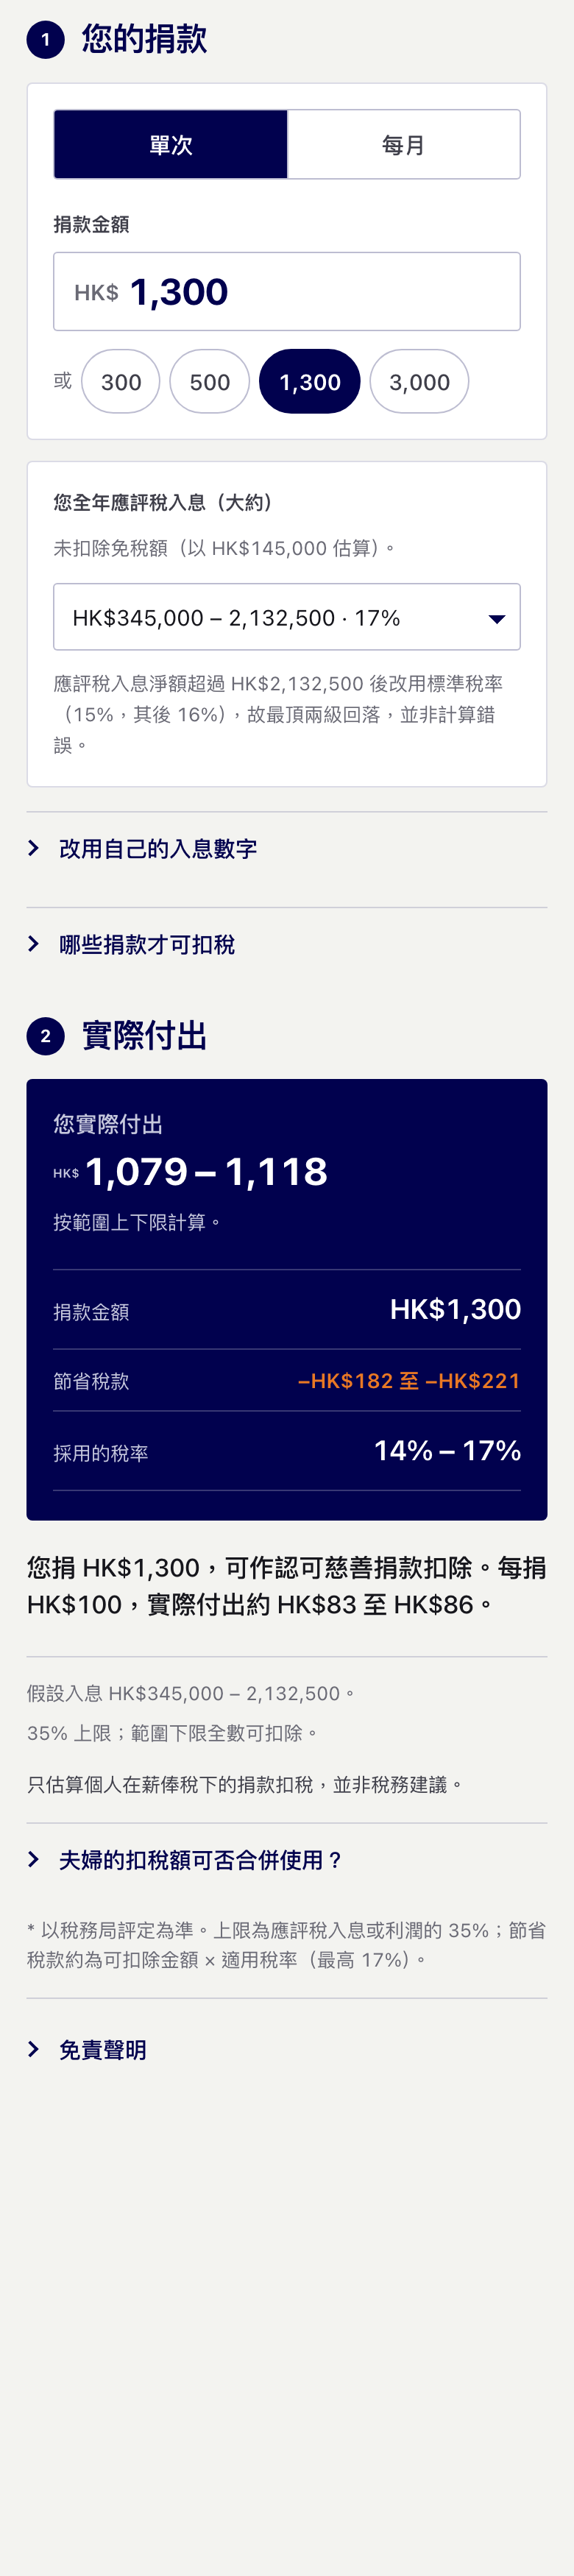 1 您的捐款
單次 每月
捐款金額
HK$ 1,300
或 300 500 1,300 3,000
您全年應評稅入息（大約）
未扣除免稅額（以 HK$145,000 估算）。
HK$345,000 – 2,132,500 · 17%
應評稅入息淨額超過 HK$2,132,500 後改用標準稅率
（15%，其後 16%），故最頂兩級回落，並非計算錯
誤。
改用自己的入息數字
哪些捐款才可扣稅
2 實際付出
您實際付出
HK$ 1,079 – 1,118
按範圍上下限計算。
捐款金額 HK$1,300
節省稅款 –HK$182 至 –HK$221
採用的稅率 14% – 17%
您捐 HK$1,300，可作認可慈善捐款扣除。每捐
HK$100，實際付出約 HK$83 至 HK$86。
假設入息 HK$345,000 – 2,132,500。
35% 上限；範圍下限全數可扣除。
只估算個人在薪俸稅下的捐款扣稅，並非稅務建議。
夫婦的扣稅額可否合併使用？
* 以稅務局評定為準。上限為應評稅入息或利潤的 35%；節省
稅款約為可扣除金額 × 適用稅率（最高 17%）。
免責聲明